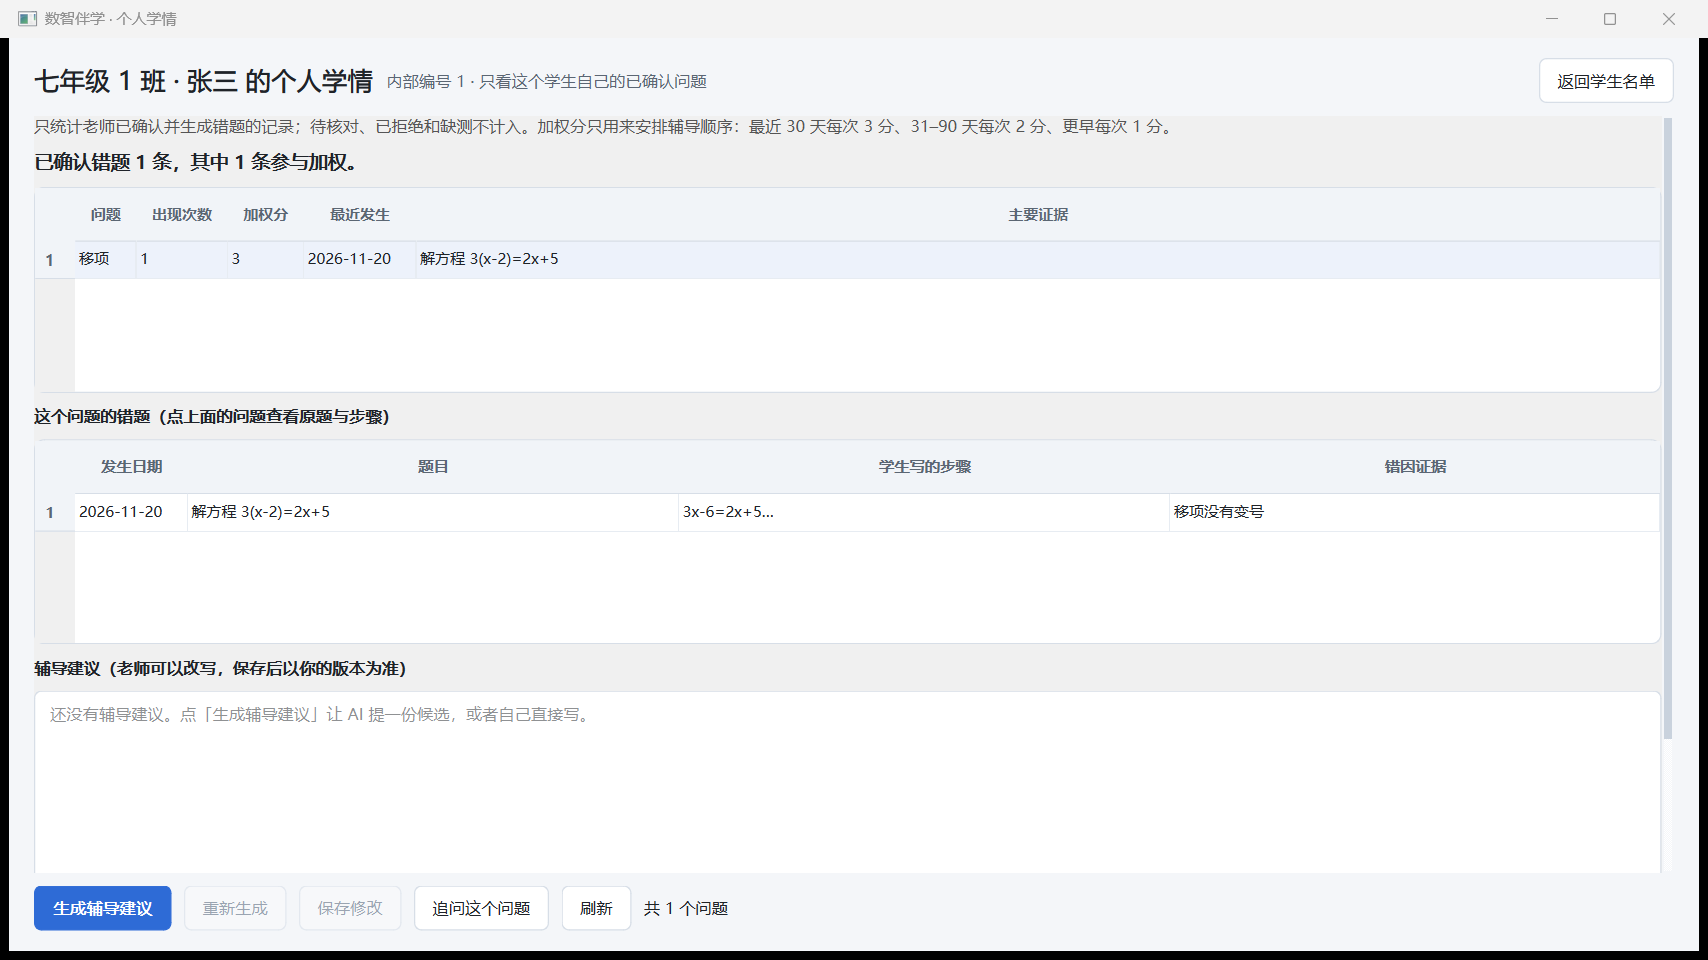 数智伴学 · 个人学情
七年级 1 班 · 张三 的个人学情 内部编号 1 · 只看这个学生自己的已确认问题 返回学生名单
只统计老师已确认并生成错题的记录；待核对、已拒绝和缺测不计入。加权分只用来安排辅导顺序：最近 30 天每次 3 分、31–90 天每次 2 分、更早每次 1 分。
已确认错题 1 条，其中 1 条参与加权。
问题 出现次数 加权分 最近发生 主要证据
1 移项 1 3 2026-11-20 解方程 3(x-2)=2x+5
这个问题的错题（点上面的问题查看原题与步骤）
发生日期 题目 学生写的步骤 错因证据
1 2026-11-20 解方程 3(x-2)=2x+5 3x-6=2x+5... 移项没有变号
辅导建议（老师可以改写，保存后以你的版本为准）
还没有辅导建议。点「生成辅导建议」让 AI 提一份候选，或者自己直接写。
生成辅导建议 重新生成 保存修改 追问这个问题 刷新 共 1 个问题